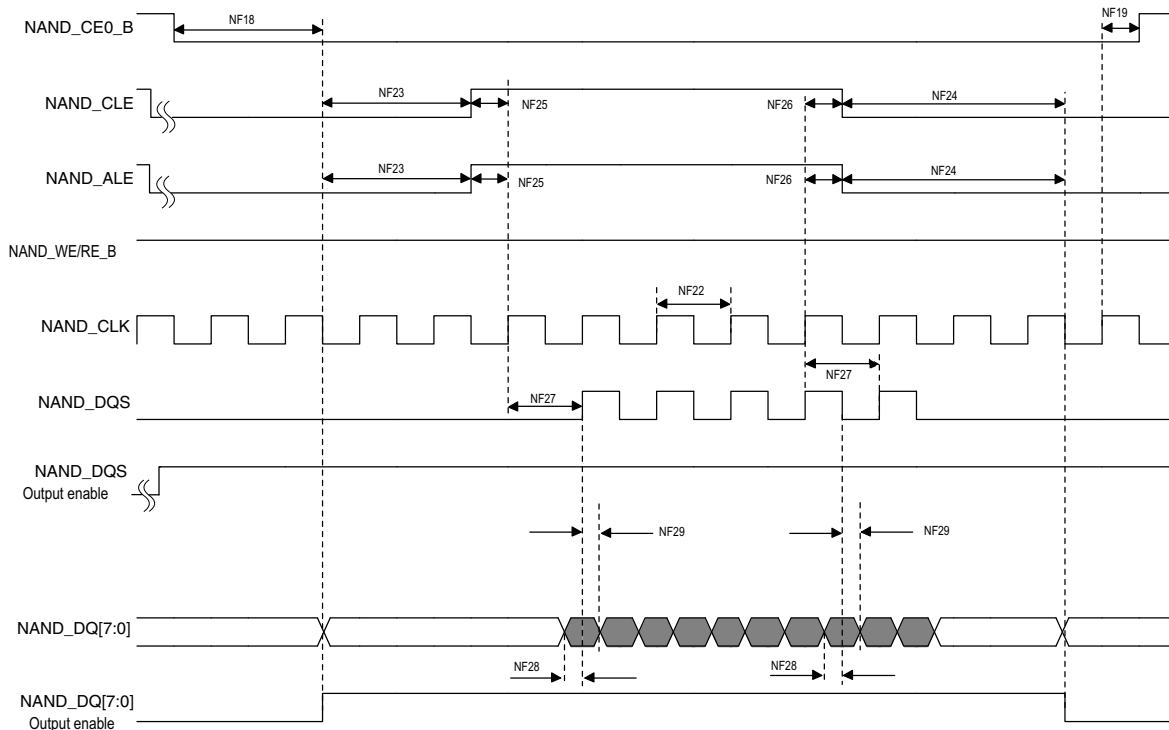 NF18
NF19
NAND_CE0_B
NF23
NF25
NF26
NF24
NAND_CLE
NF23
NF25
NF26
NF24
NAND_ALE
NAND_WE/RE_B
NF22
NAND_CLK
NF27
NF27
NAND_DQS
NAND_DQS
Output enable
NF29
NF29
NAND_DQ[7:0]
NF28
NF28
NAND_DQ[7:0]
Output enable